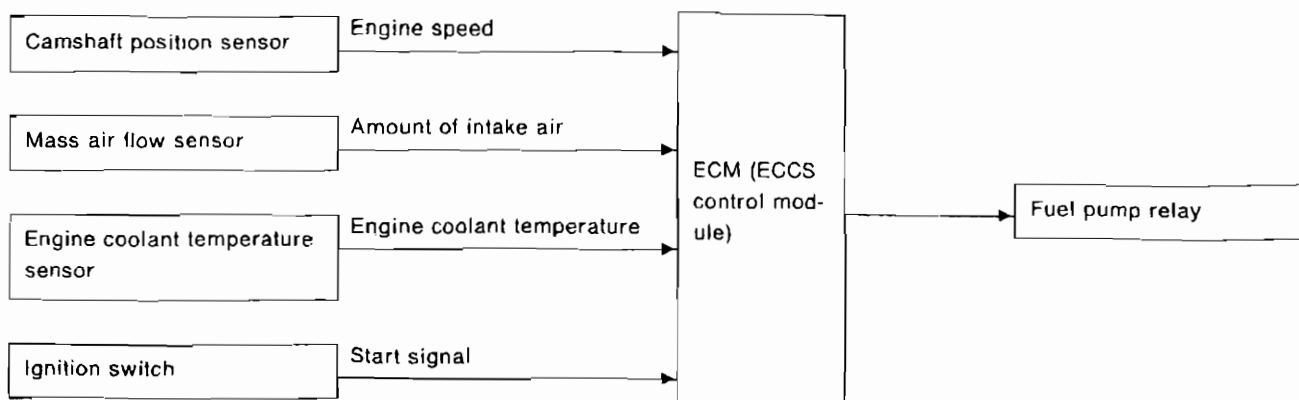 Camshaft position sensor
Engine speed
Mass air flow sensor
Amount of intake air
Engine coolant temperature
sensor
Engine coolant temperature
Ignition switch
Start signal
ECM (ECCS
control mod-
ule)
Fuel pump relay